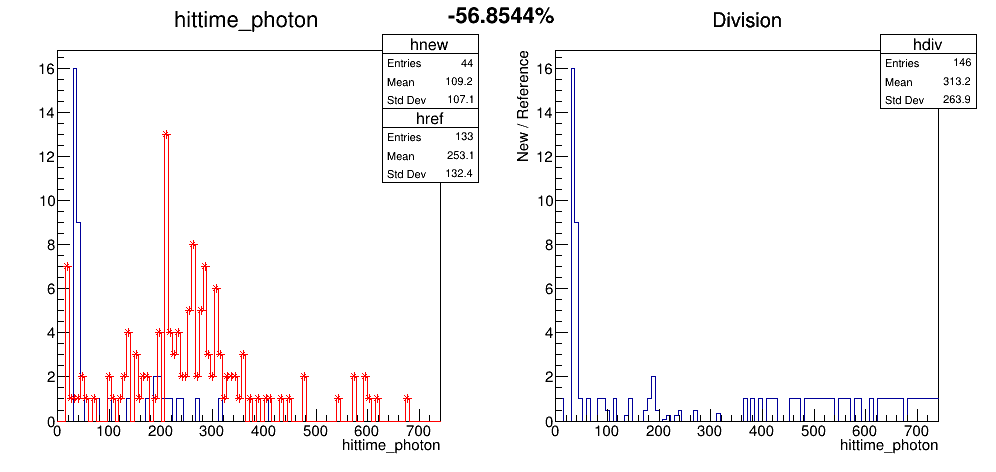 -56.8544%
hittime_photon
hnew
Entries 44
Mean 109.2
Std Dev 107.1
href
Entries 133
Mean 253.1
Std Dev 132.4
16
14
12
10
8
6
4
2
0
0 100 200 300 400 500 600 700
hittime_photon
Division
hdiv
Entries 146
Mean 313.2
Std Dev 263.9
New / Reference
16
14
12
10
8
6
4
2
0
0 100 200 300 400 500 600 700
hittime_photon